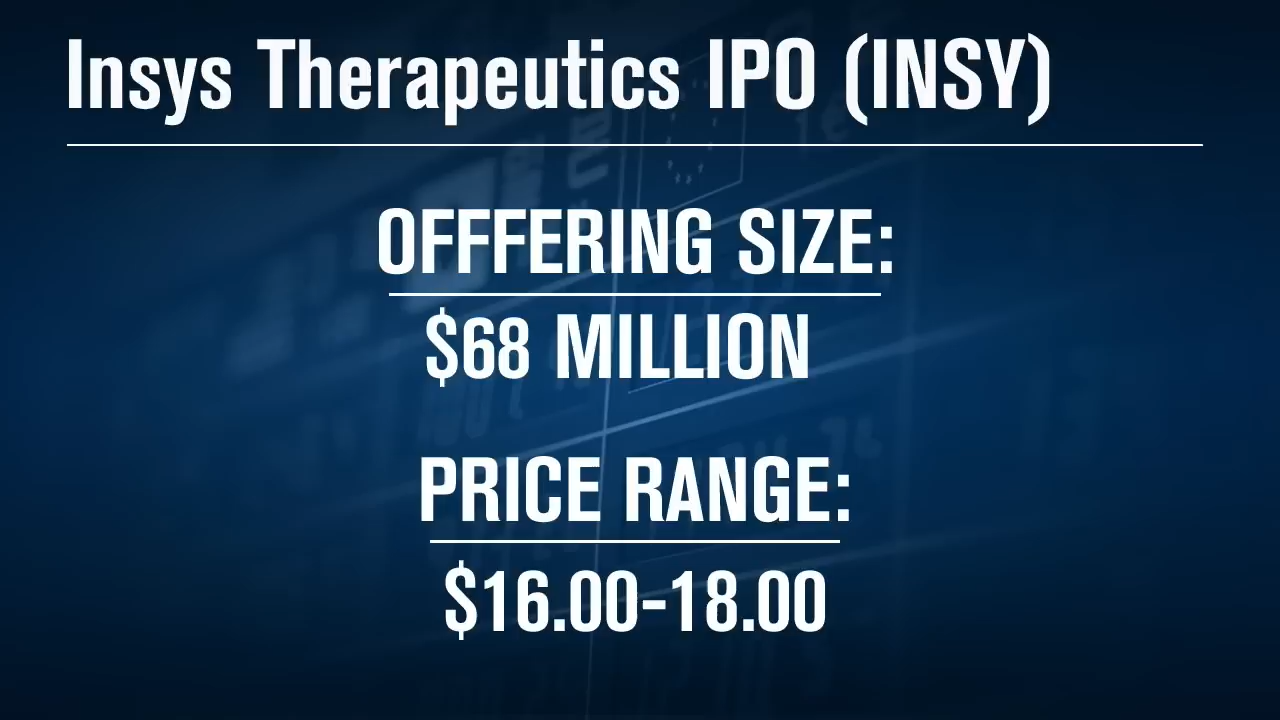 Insys Therapeutics IPO (INSY)
OFFFERING SIZE:
$68 MILLION
PRICE RANGE:
$16.00-18.00